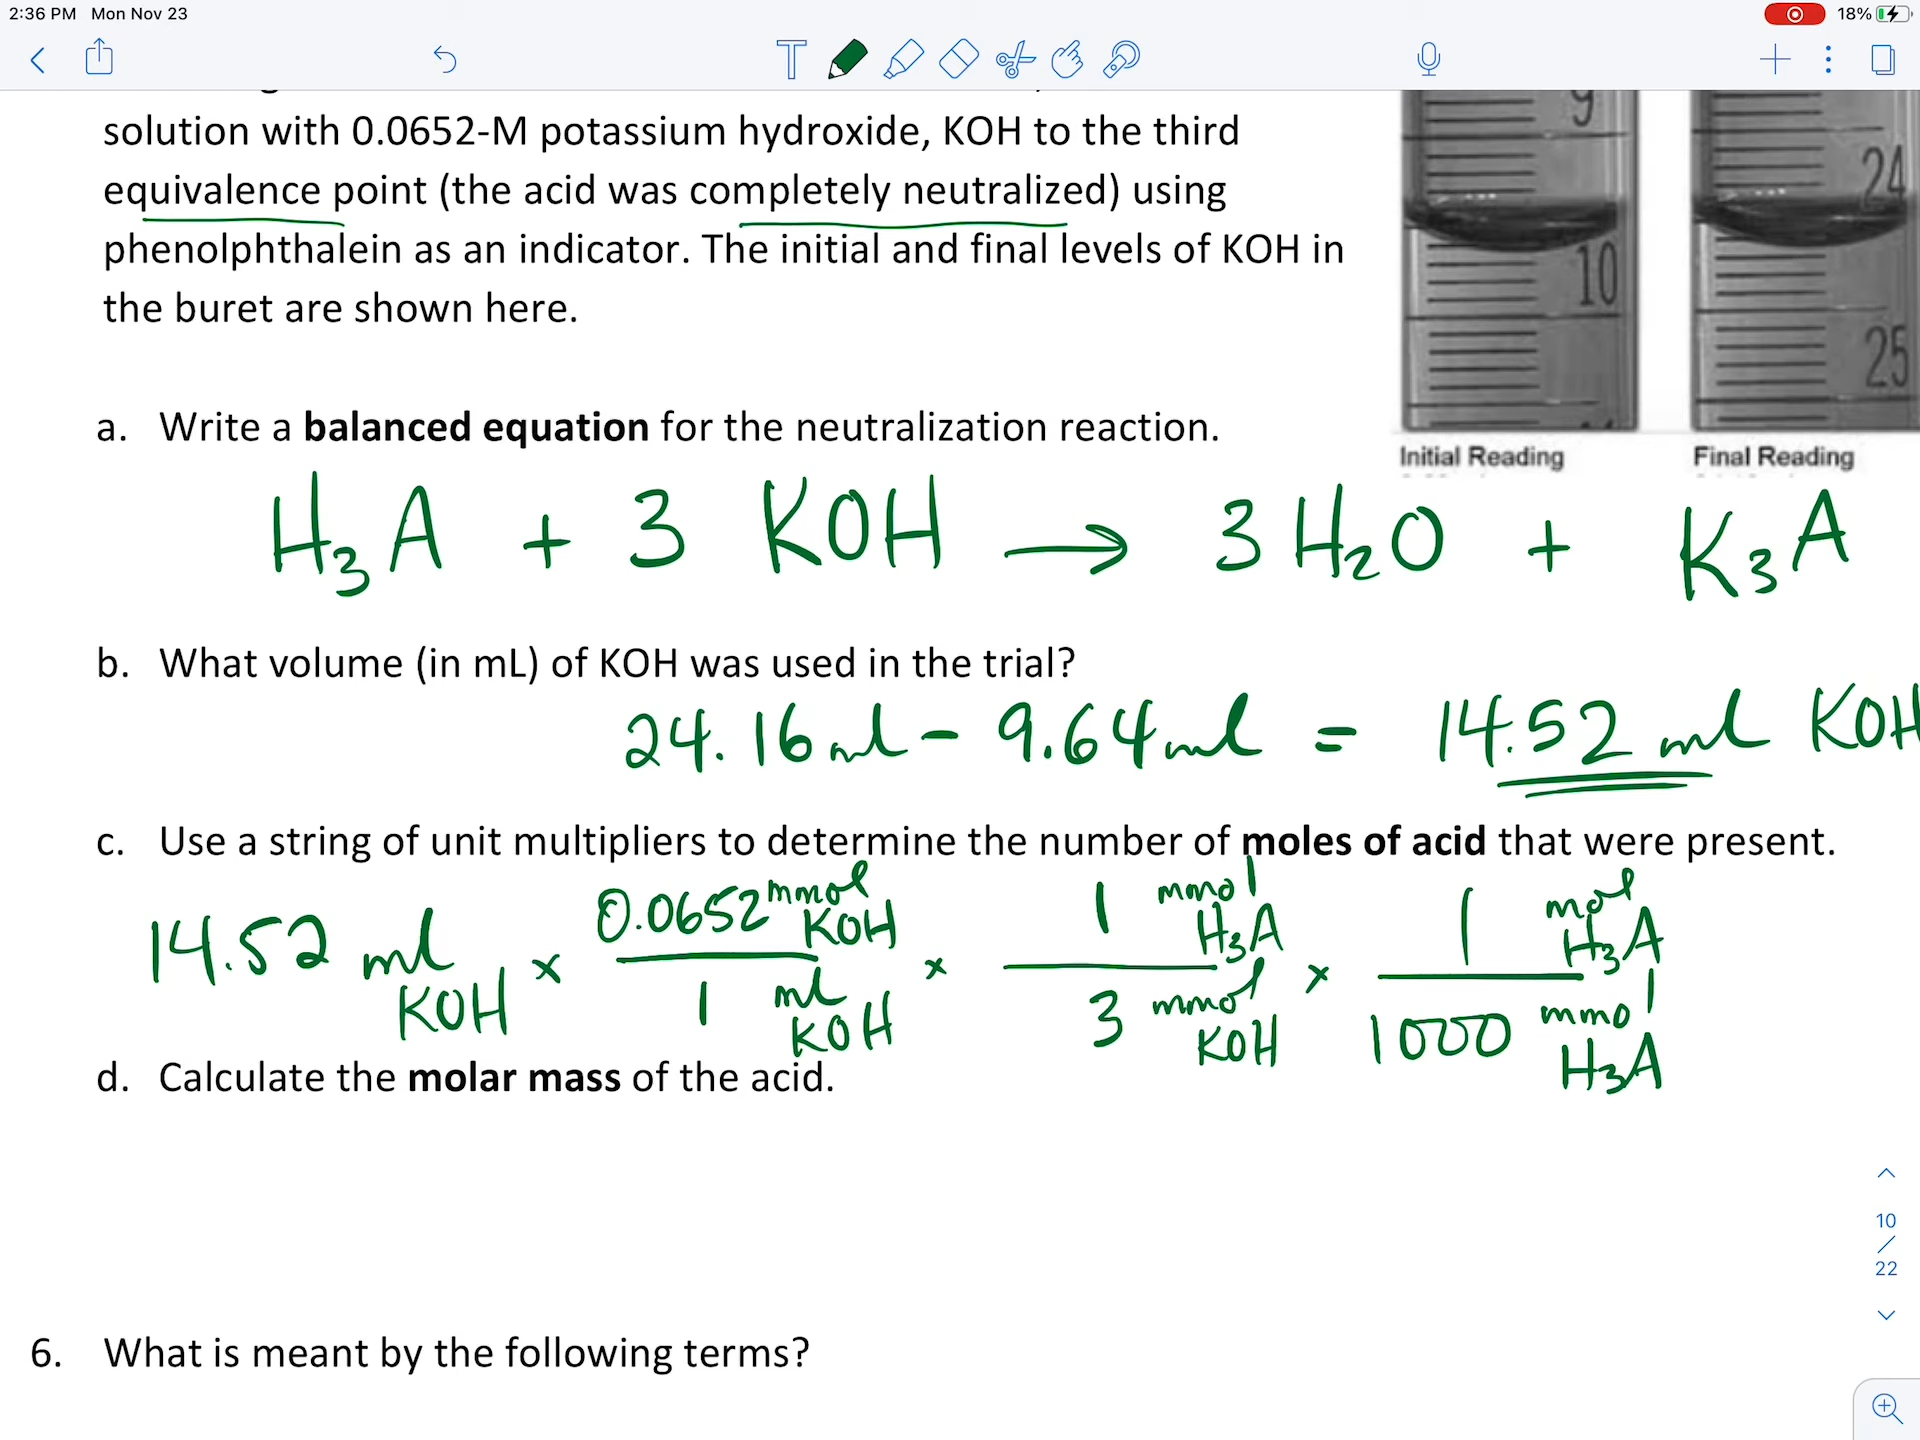 2:36 PM Mon Nov 23
18%
solution with 0.0652-M potassium hydroxide, KOH to the third
equivalence point (the acid was completely neutralized) using
phenolphthalein as an indicator. The initial and final levels of KOH in
the buret are shown here.
9
10
Initial Reading
24
25
Final Reading
a. Write a balanced equation for the neutralization reaction.
H₃A + 3 KOH → 3 H₂O + K₃A
b. What volume (in mL) of KOH was used in the trial?
24.16 ml – 9.64 ml = 14.52 ml KOH
c. Use a string of unit multipliers to determine the number of moles of acid that were present.
14.52 ml KOH × 0.0652 mmol KOH / 1 ml KOH × 1 mmol H₃A / 3 mmol KOH × 1 mol H₃A / 1000 mmol H₃A
d. Calculate the molar mass of the acid.
10
/
22
6. What is meant by the following terms?